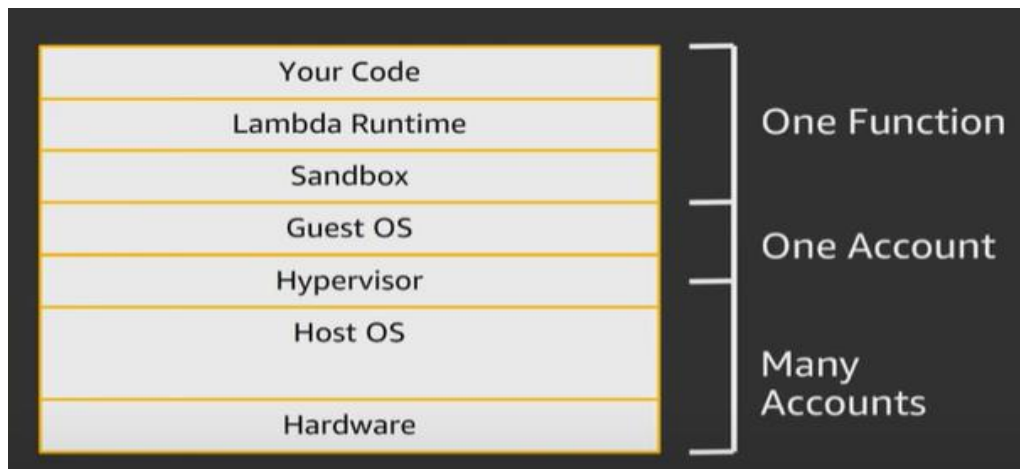 Your Code
Lambda Runtime
Sandbox
Guest OS
Hypervisor
Host OS
Hardware
One Function
One Account
Many
Accounts